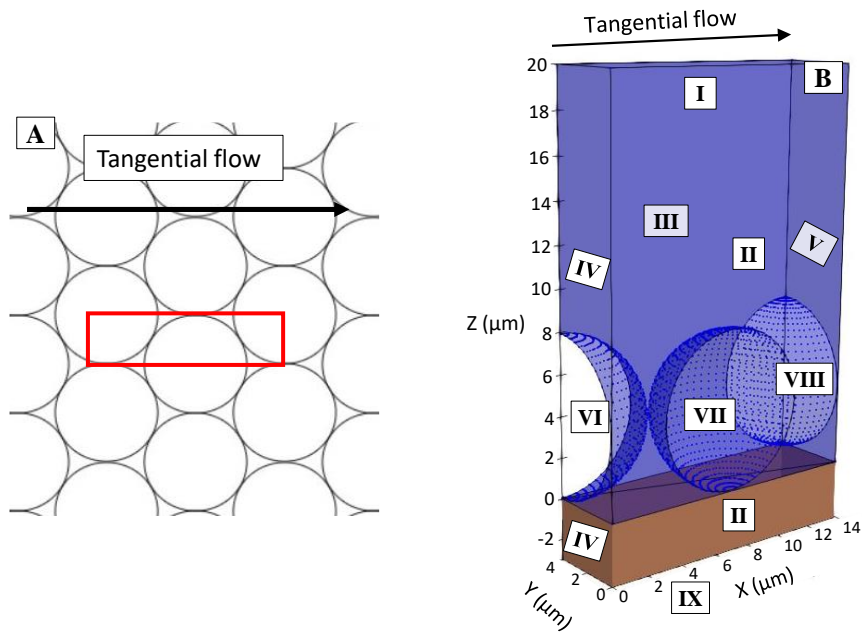 A
Tangential flow
Tangential flow
B
I
II
III
IV
V
VI
VII
VIII
II
IV
IX
20
18
16
14
12
10
8
6
4
2
0
-2
Z (µm)
4
2
0
Y (µm)
0
2
4
6
8
10
12
14
X (µm)